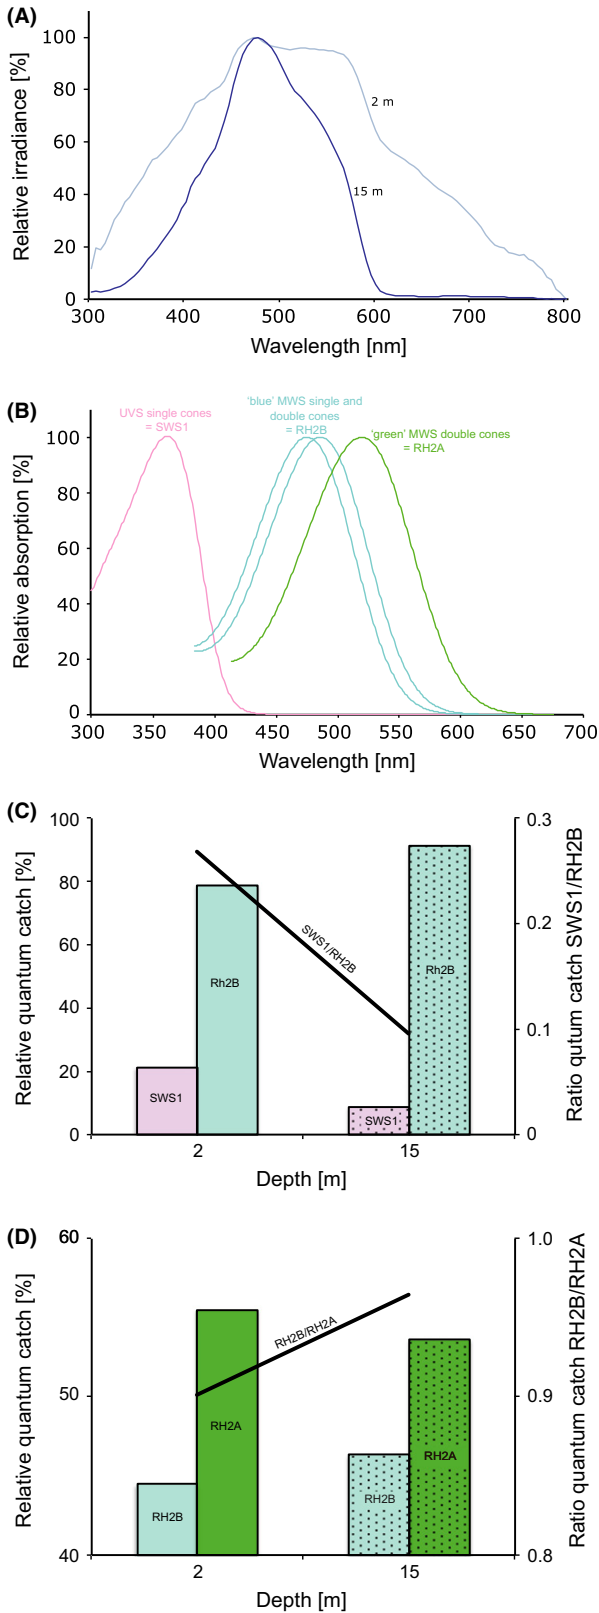 (A)
Relative irradiance [%]
100
80
60
40
20
0
2 m
15 m
300 400 500 600 700 800
Wavelength [nm]
(B)
UVS single cones
= SWS1
‘blue’ MWS single and
double cones
= RH2B
‘green’ MWS double cones
= RH2A
Relative absorption [%]
100
80
60
40
20
0
300 350 400 450 500 550 600 650 700
Wavelength [nm]
(C)
Relative quantum catch [%]
100
80
60
40
20
0
SWS1
Rh2B
SWS1/RH2B
SWS1
Rh2B
0.3
0.2
0.1
0
Ratio qutum catch SWS1/RH2B
2 15
Depth [m]
(D)
Relative quantum catch [%]
60
50
40
RH2B
RH2A
RH2B/RH2A
RH2B
RH2A
1.0
0.9
0.8
Ratio quantum catch RH2B/RH2A
2 15
Depth [m]